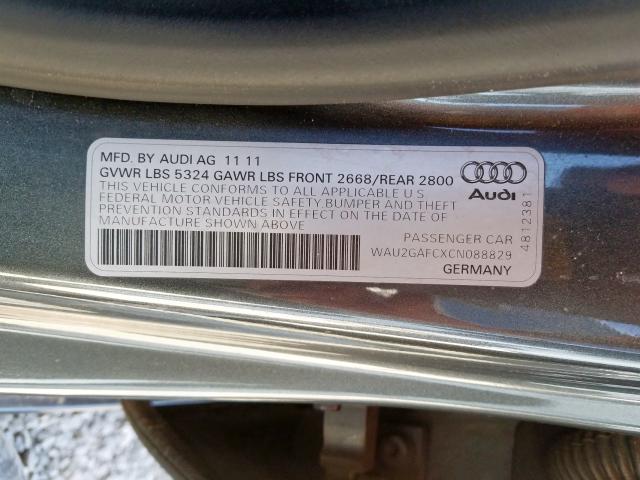 MFD. BY AUDI AG 11 11
GVWR LBS 5324 GAWR LBS FRONT 2668/REAR 2800
THIS VEHICLE CONFORMS TO ALL APPLICABLE U S
FEDERAL MOTOR VEHICLE SAFETY,BUMPER AND THEFT
PREVENTION STANDARDS IN EFFECT ON THE DATE OF
MANUFACTURE SHOWN ABOVE
Audi
4812381
PASSENGER CAR
WAU2GAFCXCN088829
GERMANY